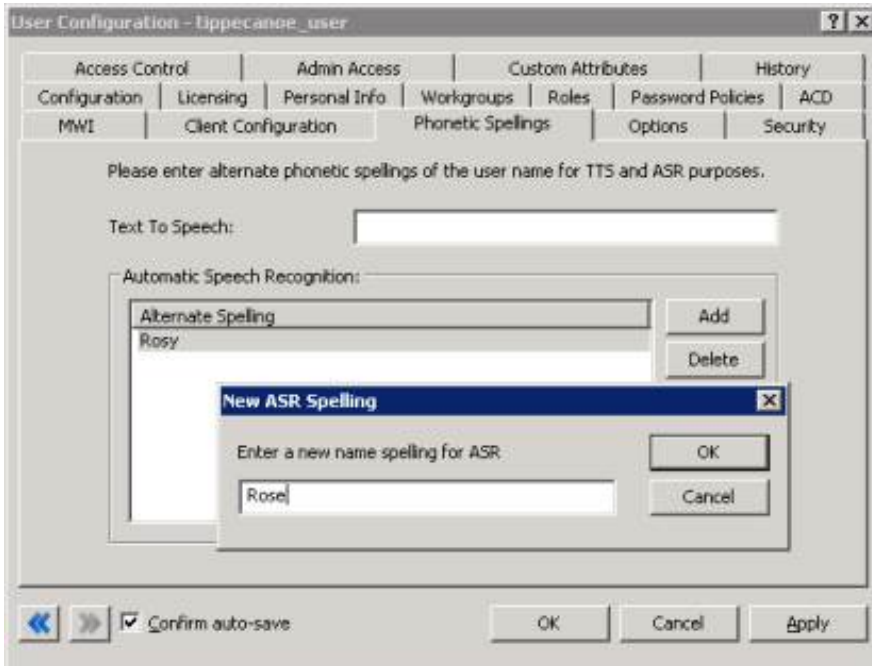 User Configuration - tippecanoe_user
Access Control Admin Access Custom Attributes History
Configuration Licensing Personal Info Workgroups Roles Password Policies ACD
MWI Client Configuration Phonetic Spellings Options Security
Please enter alternate phonetic spellings of the user name for TTS and ASR purposes.
Text To Speech:
Automatic Speech Recognition:
Alternate Spelling Add
Rosy
Delete
New ASR Spelling
Enter a new name spelling for ASR OK
Rose Cancel
Confirm auto-save OK Cancel Apply